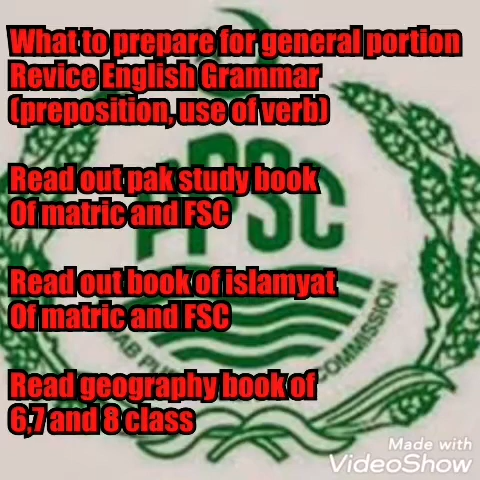 What to prepare for general portion
Revice English Grammar
(preposition, use of verb)
Read out pak study book
Of matric and FSC
Read out book of islamyat
Of matric and FSC
Read geography book of
6,7 and 8 class
PPSC
COMMISSION
Made with
VideoShow